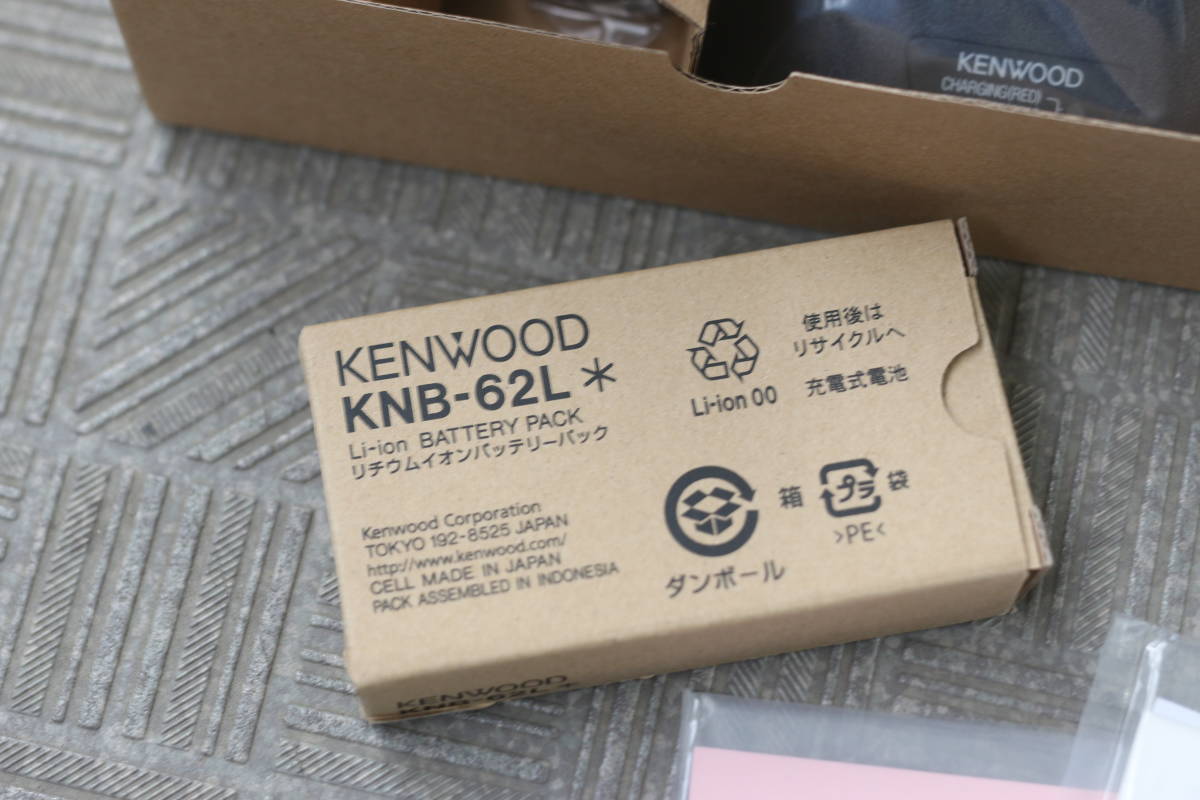 KENWOOD
CHARGING(RED)
KENWOOD
KNB-62L *
Li-ion BATTERY PACK
リチウムイオンバッテリーパック
Kenwood Corporation
TOKYO 192-8525 JAPAN
http://www.kenwood.com/
CELL MADE IN JAPAN
PACK ASSEMBLED IN INDONESIA
使用後は
リサイクルへ
充電式電池
Li-ion 00
箱
プラ
袋
>PE<
ダンボール
KENWOOD
KNB-62L*